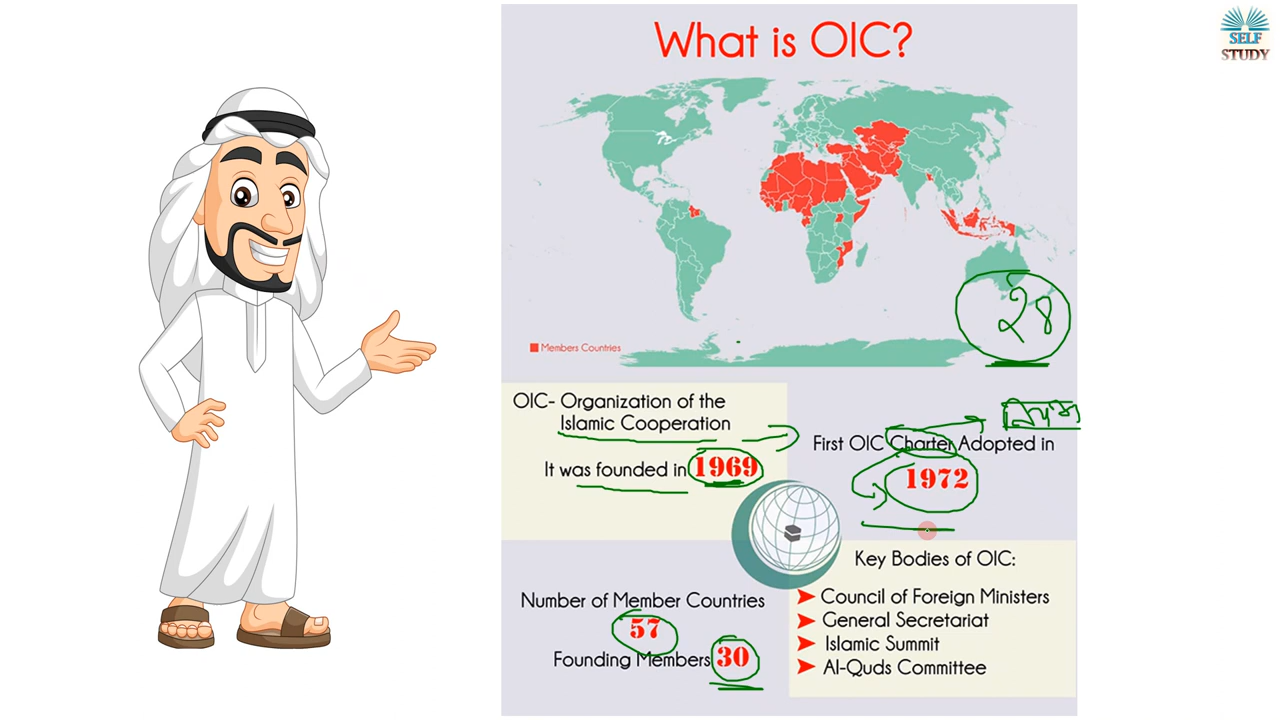 SELF
STUDY
What is OIC?
२४
Members Countries
OIC- Organization of the
Islamic Cooperation
It was founded in 1969
First OIC Charter Adopted in
1972
Number of Member Countries
57
Founding Members 30
Key Bodies of OIC:
Council of Foreign Ministers
General Secretariat
Islamic Summit
Al-Quds Committee